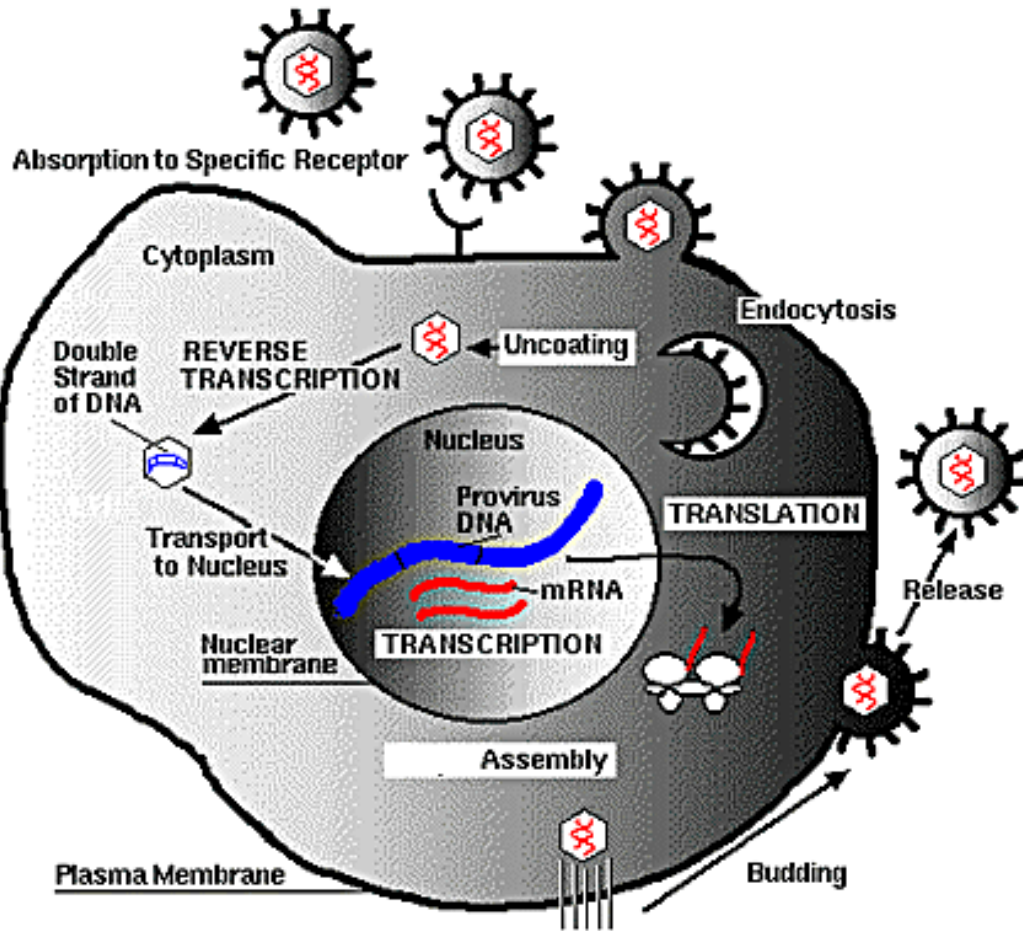 Absorption to Specific Receptor
Cytoplasm
Endocytosis
Uncoating
Double
Strand
of DNA
REVERSE
TRANSCRIPTION
Nucleus
Provirus
DNA
TRANSLATION
Transport
to Nucleus
mRNA
Release
TRANSCRIPTION
Nuclear
membrane
Assembly
Plasma Membrane
Budding